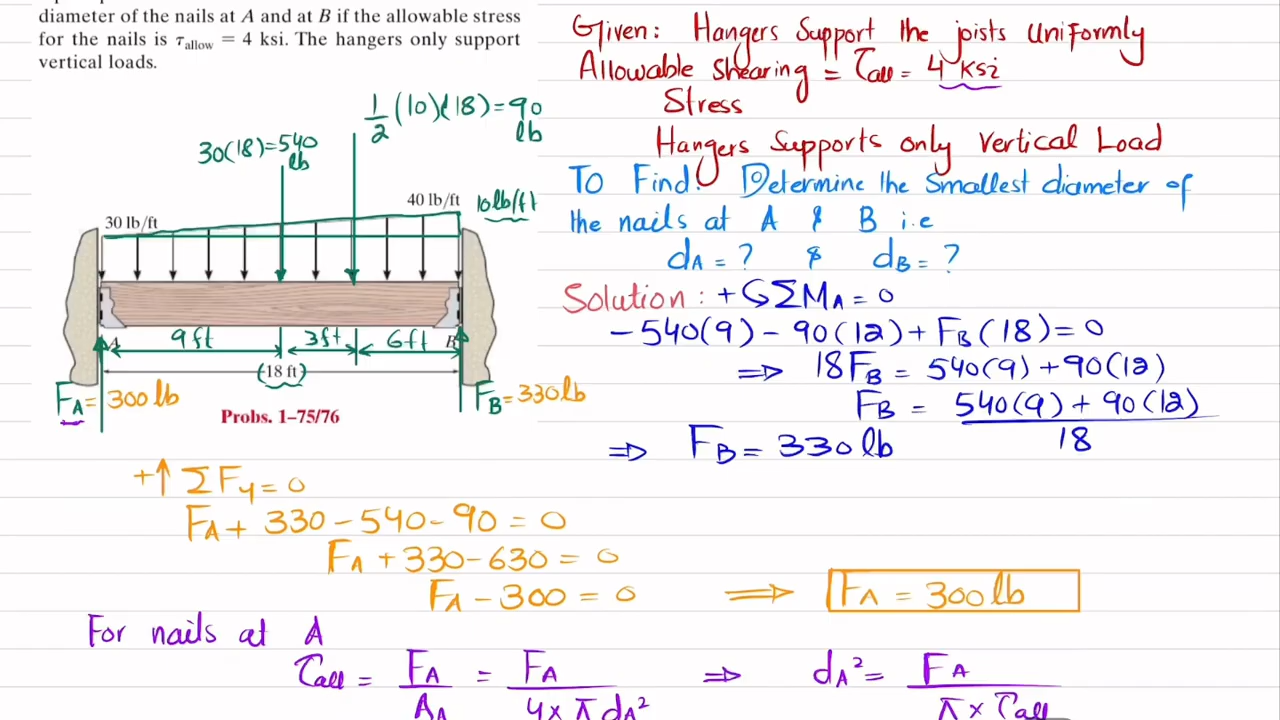 diameter of the nails at A and at B if the allowable stress
for the nails is τallow = 4 ksi. The hangers only support
vertical loads.
1/2 (10)(18) = 90 lb
30(18) = 540 lb
40 lb/ft
10 lb/ft
30 lb/ft
A
9 ft
3 ft
6 ft
B
(18 ft)
FA = 300 lb
FB = 330 lb
Probs. 1–75/76
Given: Hangers Support the joists Uniformly
Allowable Shearing = τall = 4 ksi
Stress
Hangers Supports only Vertical Load
To Find: Determine the Smallest diameter of
the nails at A & B i.e
dA = ? & dB = ?
Solution: +↺ ΣMA = 0
-540(9) - 90(12) + FB(18) = 0
⇒ 18FB = 540(9) + 90(12)
FB = 540(9) + 90(12) / 18
⇒ FB = 330 lb
+↑ ΣFy = 0
FA + 330 - 540 - 90 = 0
FA + 330 - 630 = 0
FA - 300 = 0 ⇒ FA = 300 lb
For nails at A
τall = FA / AA = FA / 4 × π dA² ⇒ dA² = FA / π × τall